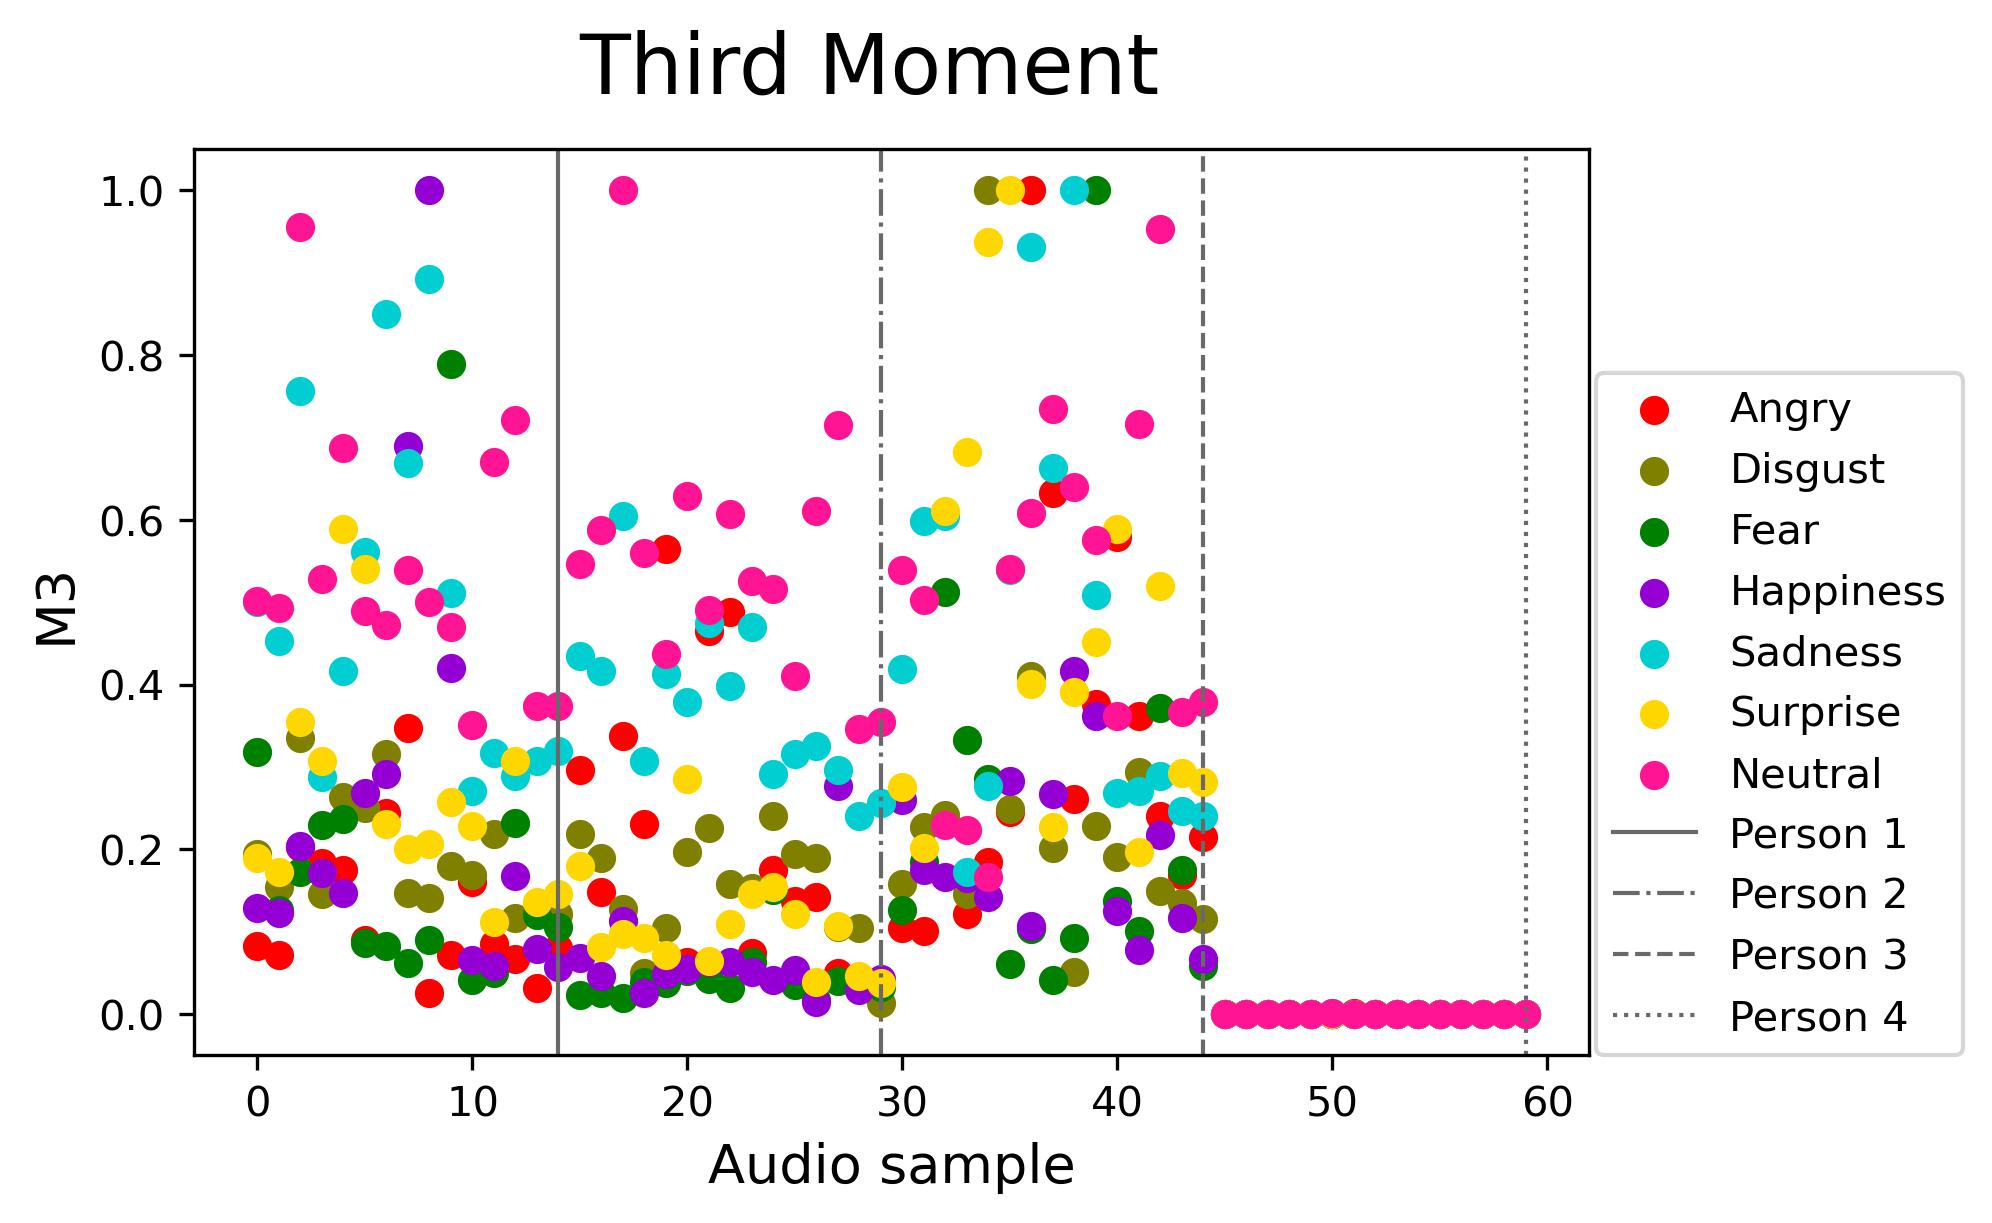 Third Moment
M3
1.0
0.8
0.6
0.4
0.2
0.0
0 10 20 30 40 50 60
Audio sample
Angry
Disgust
Fear
Happiness
Sadness
Surprise
Neutral
Person 1
Person 2
Person 3
Person 4